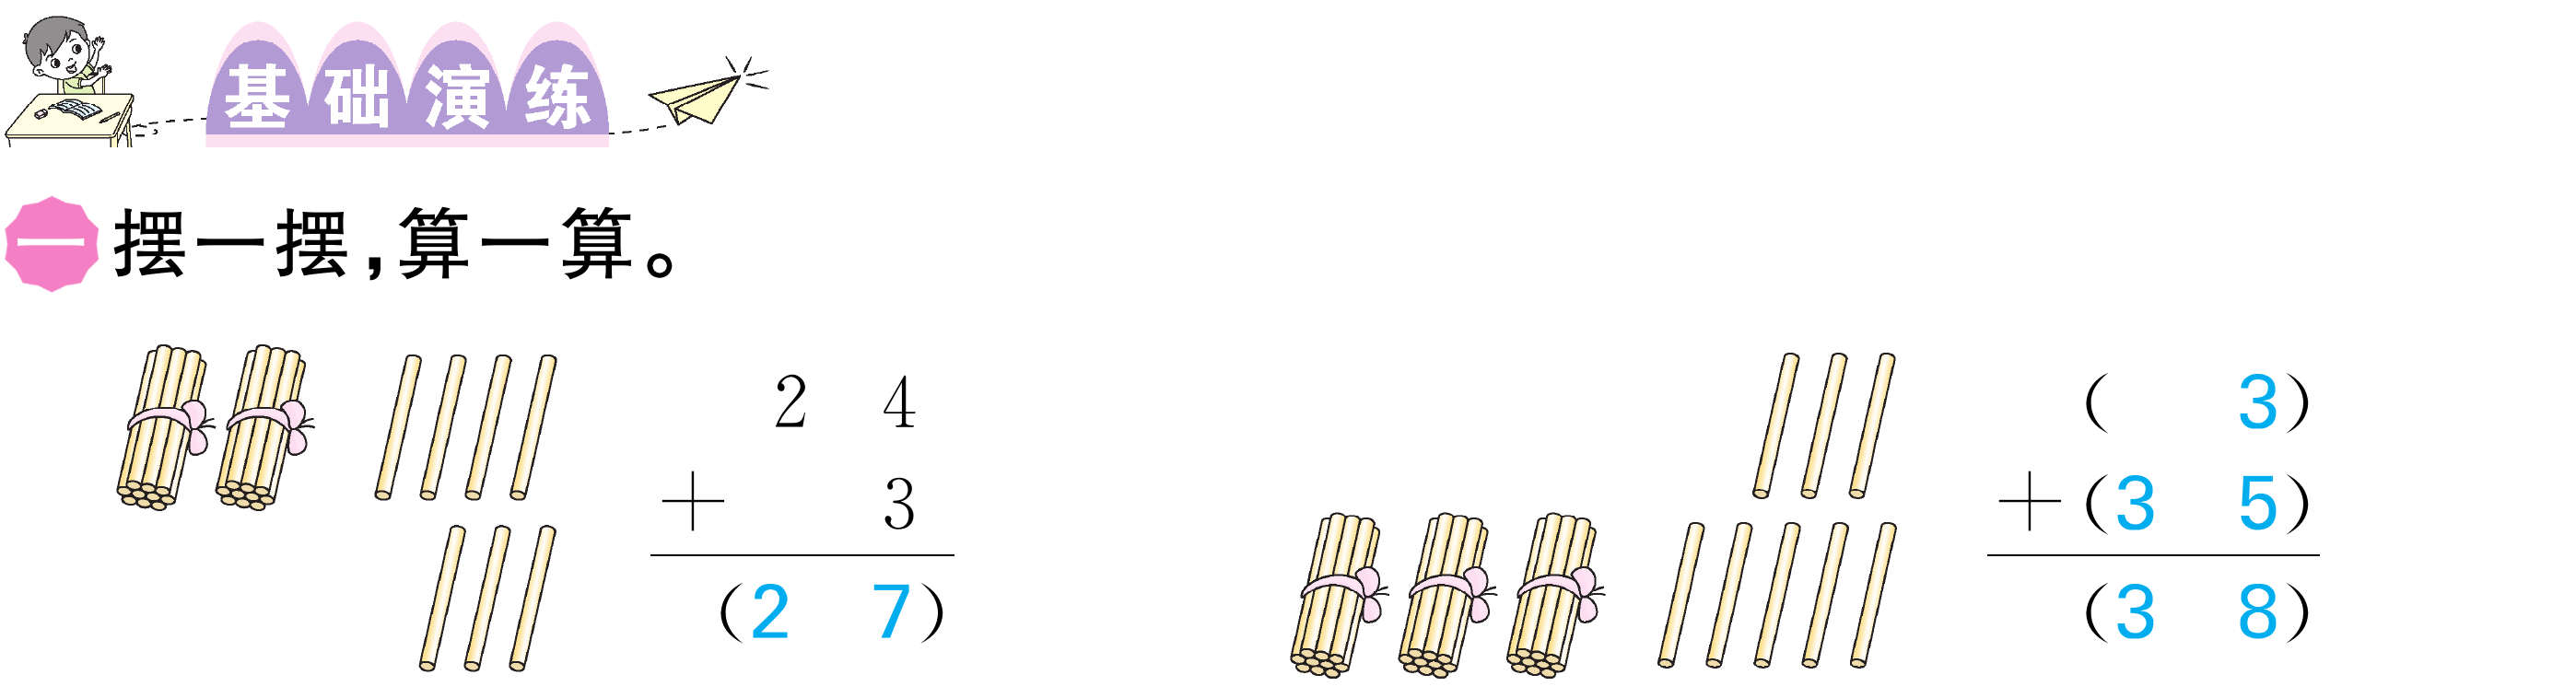 基础演练
一 摆一摆，算一算。
2 4 ( 3)
+ 3 +(3 5)
(2 7) (3 8)